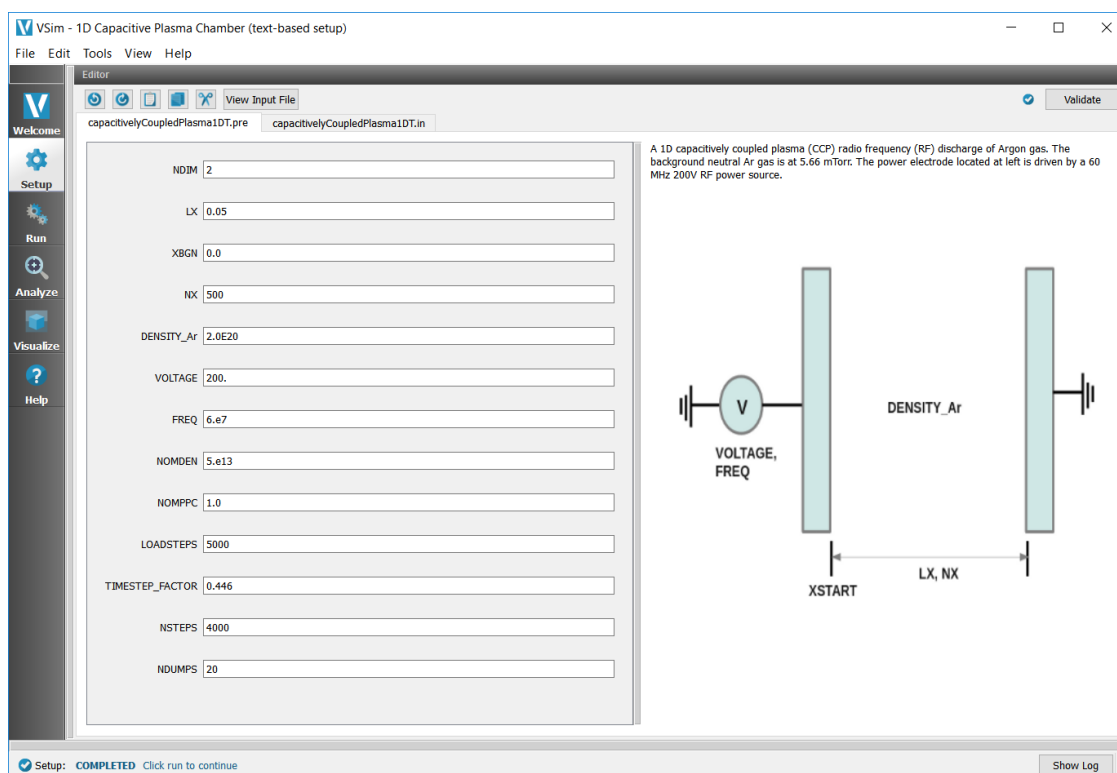 VSim - 1D Capacitive Plasma Chamber (text-based setup)
File Edit Tools View Help
Editor
View Input File
Validate
capacitivelyCoupledPlasma1DT.pre
capacitivelyCoupledPlasma1DT.in
Welcome
Setup
Run
Analyze
Visualize
Help
NDIM 2
LX 0.05
XBGN 0.0
NX 500
DENSITY_Ar 2.0E20
VOLTAGE 200.
FREQ 6.e7
NOMDEN 5.e13
NOMPPC 1.0
LOADSTEPS 5000
TIMESTEP_FACTOR 0.446
NSTEPS 4000
NDUMPS 20
A 1D capacitively coupled plasma (CCP) radio frequency (RF) discharge of Argon gas. The
background neutral Ar gas is at 5.66 mTorr. The power electrode located at left is driven by a 60
MHz 200V RF power source.
V
VOLTAGE,
FREQ
DENSITY_Ar
LX, NX
XSTART
Setup: COMPLETED Click run to continue
Show Log